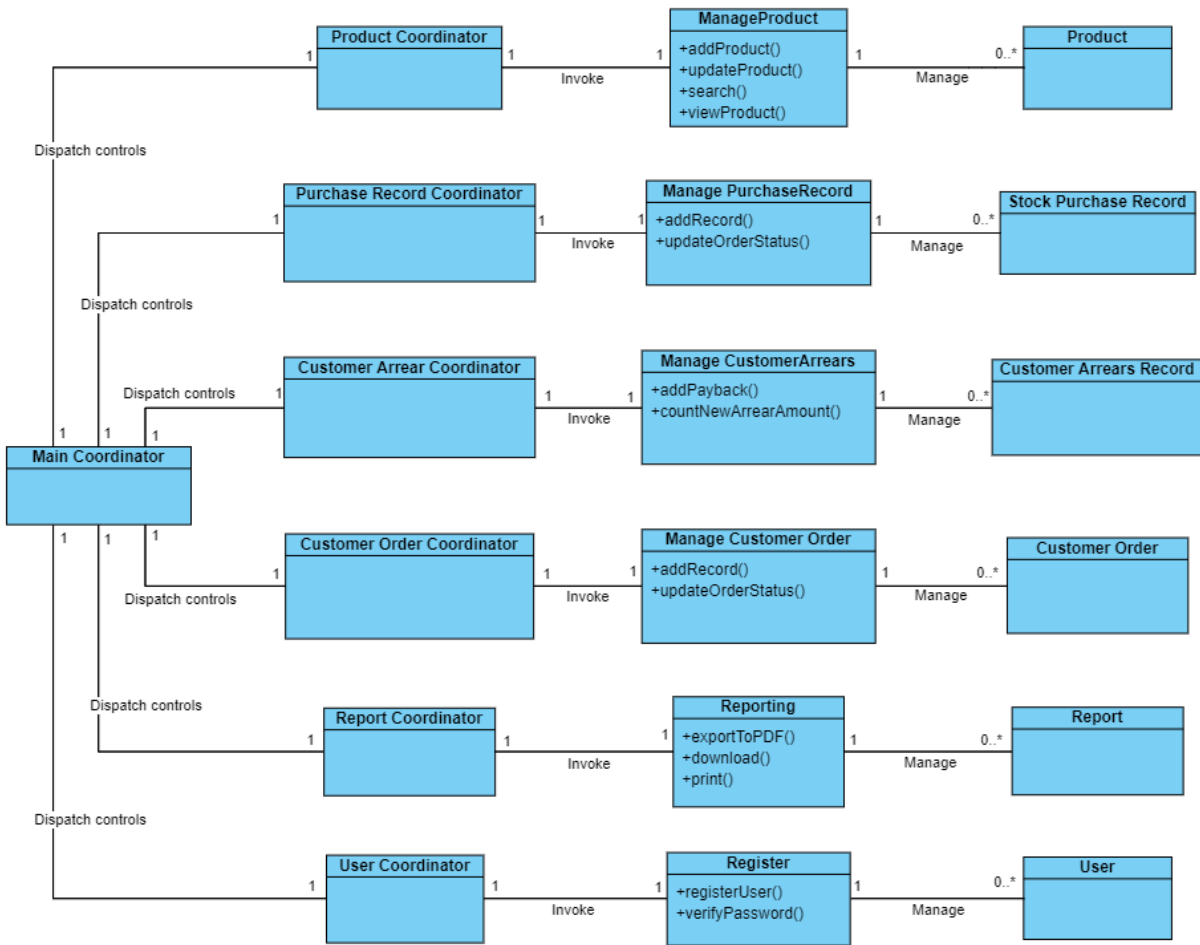 Product Coordinator
ManageProduct
+addProduct()
+updateProduct()
+search()
+viewProduct()
Product
1
1
1
1
0..*
Invoke
Manage
Dispatch controls
Purchase Record Coordinator
Manage PurchaseRecord
+addRecord()
+updateOrderStatus()
Stock Purchase Record
1
1
1
1
0..*
Invoke
Manage
Dispatch controls
Customer Arrear Coordinator
Manage CustomerArrears
+addPayback()
+countNewArrearAmount()
Customer Arrears Record
Dispatch controls
1
1
1
1
0..*
Invoke
Manage
1
1
1
Main Coordinator
1
1
1
Customer Order Coordinator
Manage Customer Order
+addRecord()
+updateOrderStatus()
Customer Order
1
1
1
1
0..*
Dispatch controls
Invoke
Manage
Dispatch controls
Report Coordinator
Reporting
+exportToPDF()
+download()
+print()
Report
1
1
1
1
0..*
Invoke
Manage
Dispatch controls
User Coordinator
Register
+registerUser()
+verifyPassword()
User
1
1
1
1
0..*
Invoke
Manage